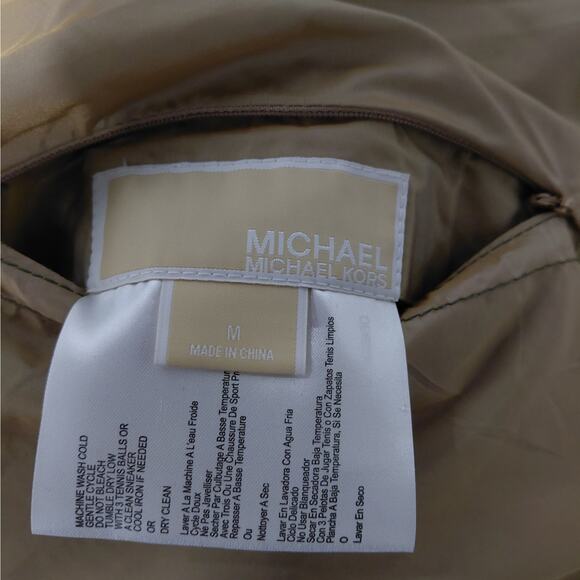 MICHAEL
MICHAEL KORS
M
MADE IN CHINA
MACHINE WASH COLD
GENTLE CYCLE
DO NOT BLEACH
TUMBLE DRY LOW
WITH 3 TENNIS BALLS OR
A CLEAN SNEAKER
COOL IRON IF NEEDED
OR
DRY CLEAN
Laver A La Machine A L'eau Froide
Cycle Doux
Ne Pas Javelliser
Secher Par Culbutage A Basse Temperature
Avec Trois Ou Une Chaussure De Sport
Repasser A Basse Temperature
Ou
Nottoyer A Sec
Lavar En Lavadora Con Agua Fria
Ciclo Delicado
No Usar Blanqueador
Secar En Secadora Baja Temperatura
Con 3 Pelotas De Jugar Tenis o Con Zapatos Tenis Limpios
Plancha A Baja Temperatura, Si Se Necesita
O
Lavar En Seco